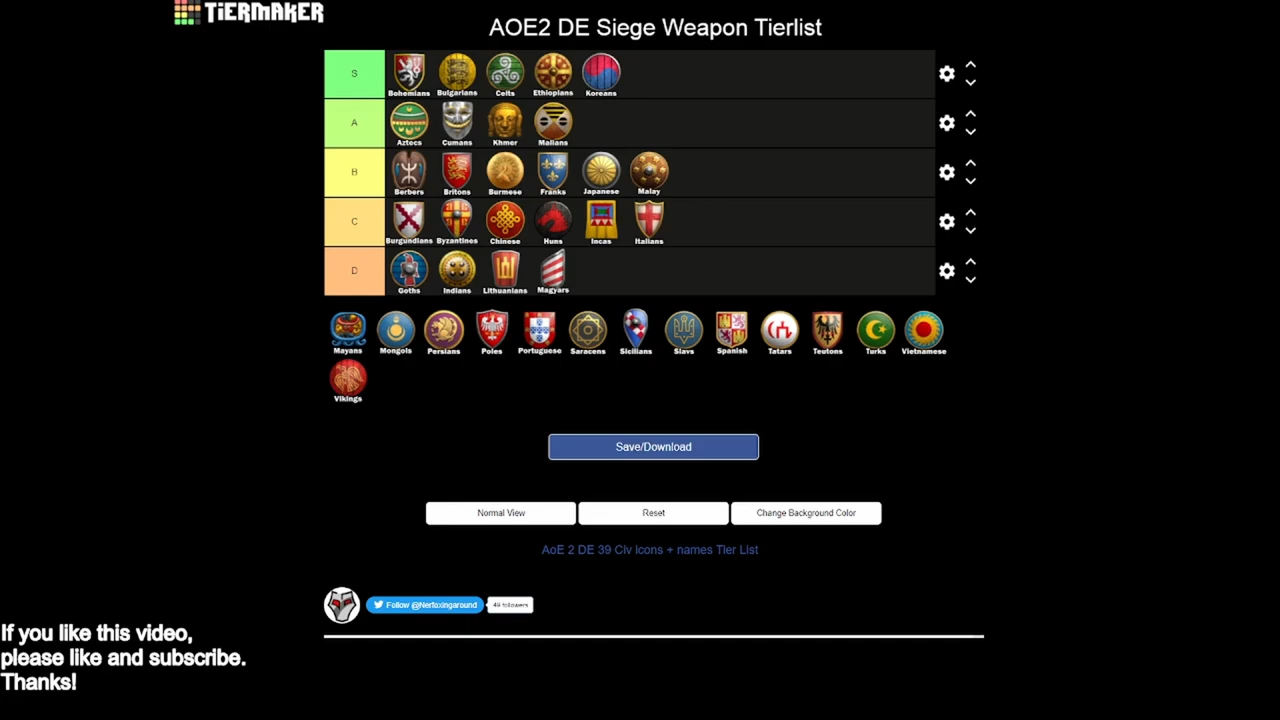 TIERMAKER
AOE2 DE Siege Weapon Tierlist
S
Bohemians Bulgarians Celts Ethiopians Koreans
A
Aztecs Cumans Khmer Malians
B
Berbers Britons Burmese Franks Japanese Malay
C
Burgundians Byzantines Chinese Huns Incas Italians
D
Goths Indians Lithuanians Magyars
Mayans Mongols Persians Poles Portuguese Saracens Sicilians Slavs Spanish Tatars Teutons Turks Vietnamese
Vikings
Save/Download
Normal View Reset Change Background Color
AoE 2 DE 39 Civ Icons + names Tier List
Follow @Nerfoxingaround 49 followers
If you like this video,
please like and subscribe.
Thanks!